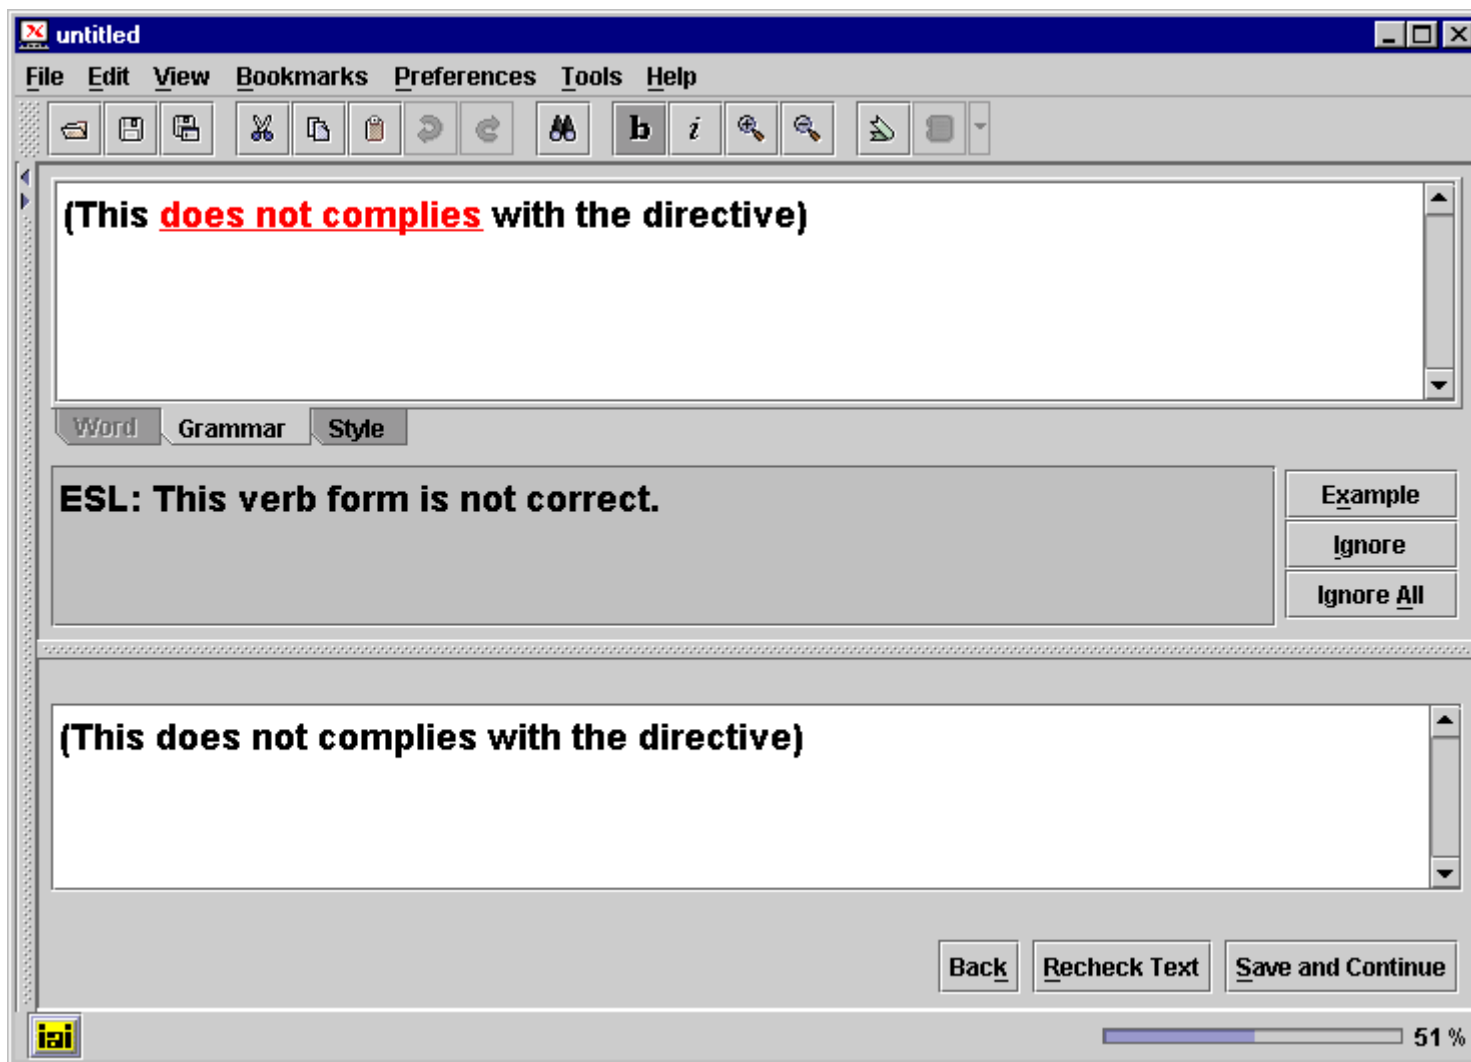 untitled
File Edit View Bookmarks Preferences Tools Help
b i
(This does not complies with the directive)
Word Grammar Style
ESL: This verb form is not correct.
Example
Ignore
Ignore All
(This does not complies with the directive)
Back Recheck Text Save and Continue
iai 51 %